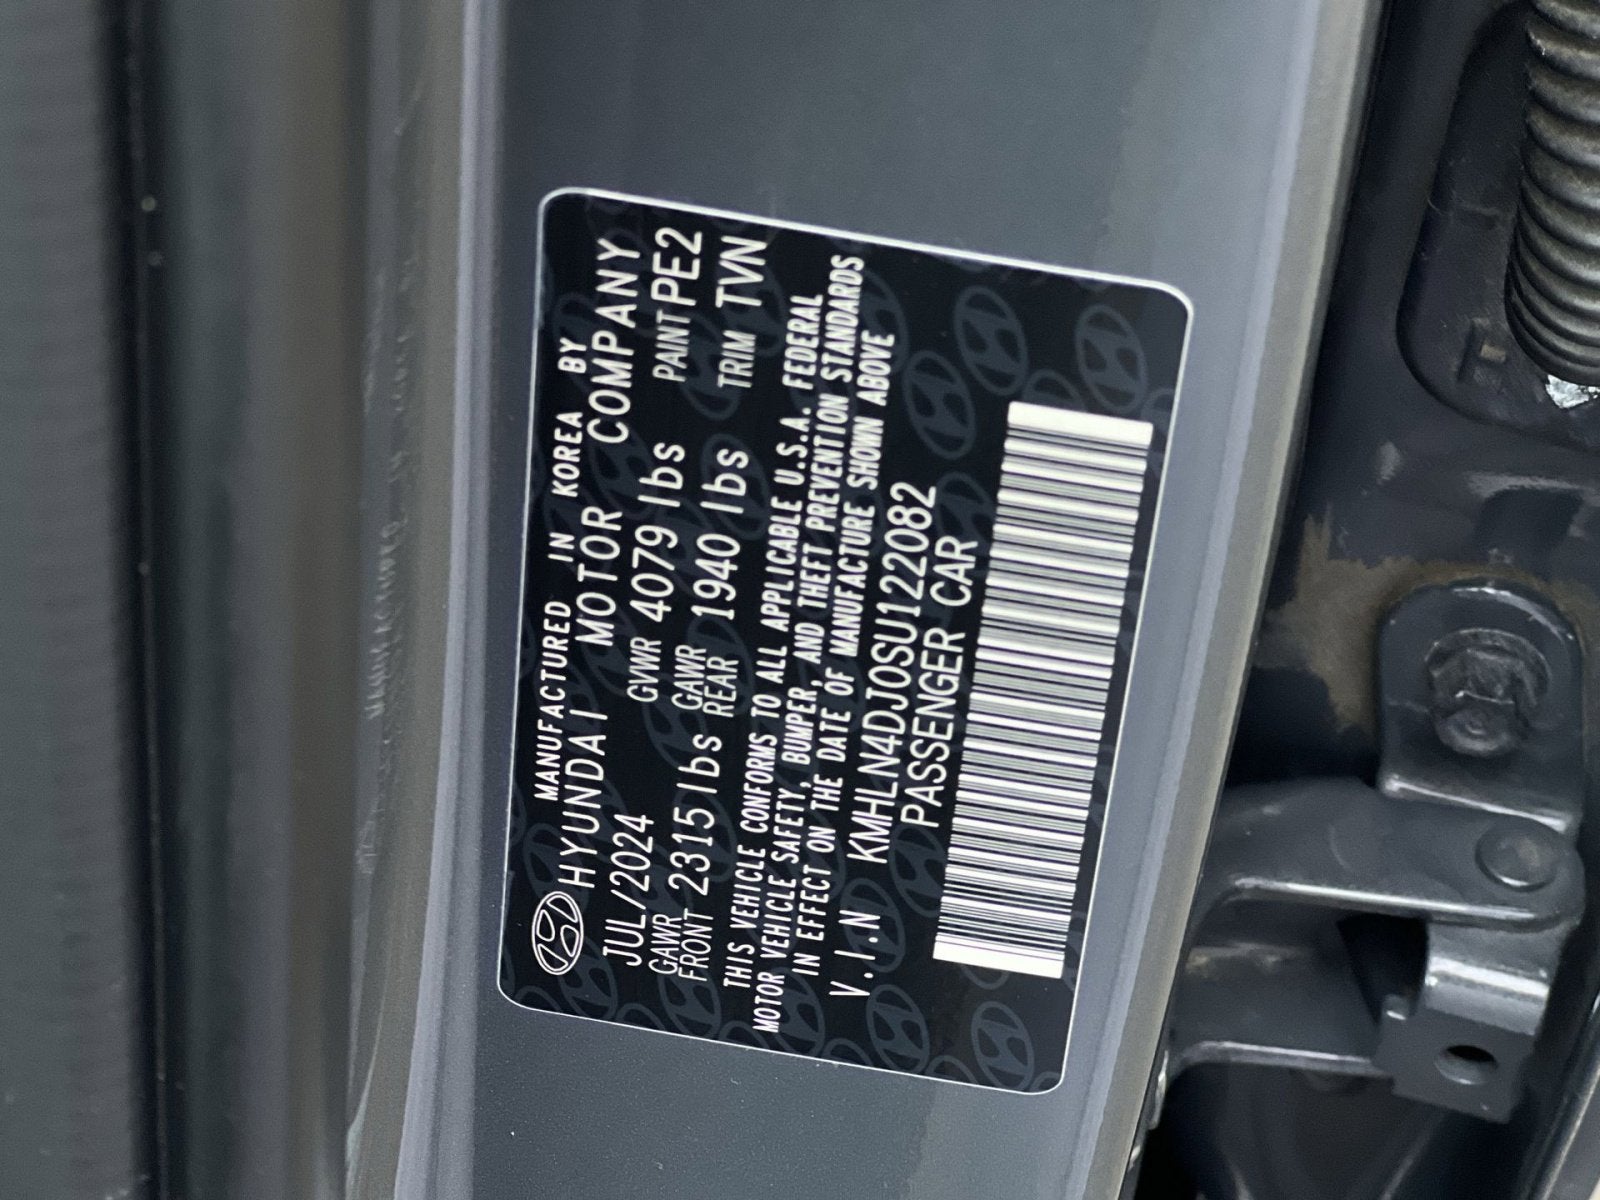 MANUFACTURED IN KOREA BY
HYUNDAI MOTOR COMPANY
JUL/2024 GVWR 4079 lbs PAINT PE2
GAWR FRONT 2315 lbs GAWR REAR 1940 lbs TRIM TVN
THIS VEHICLE CONFORMS TO ALL APPLICABLE U.S.A. FEDERAL
MOTOR VEHICLE SAFETY, BUMPER, AND THEFT PREVENTION STANDARDS
IN EFFECT ON THE DATE OF MANUFACTURE SHOWN ABOVE
V.I.N KMHLN4DJ0SU122082
PASSENGER CAR